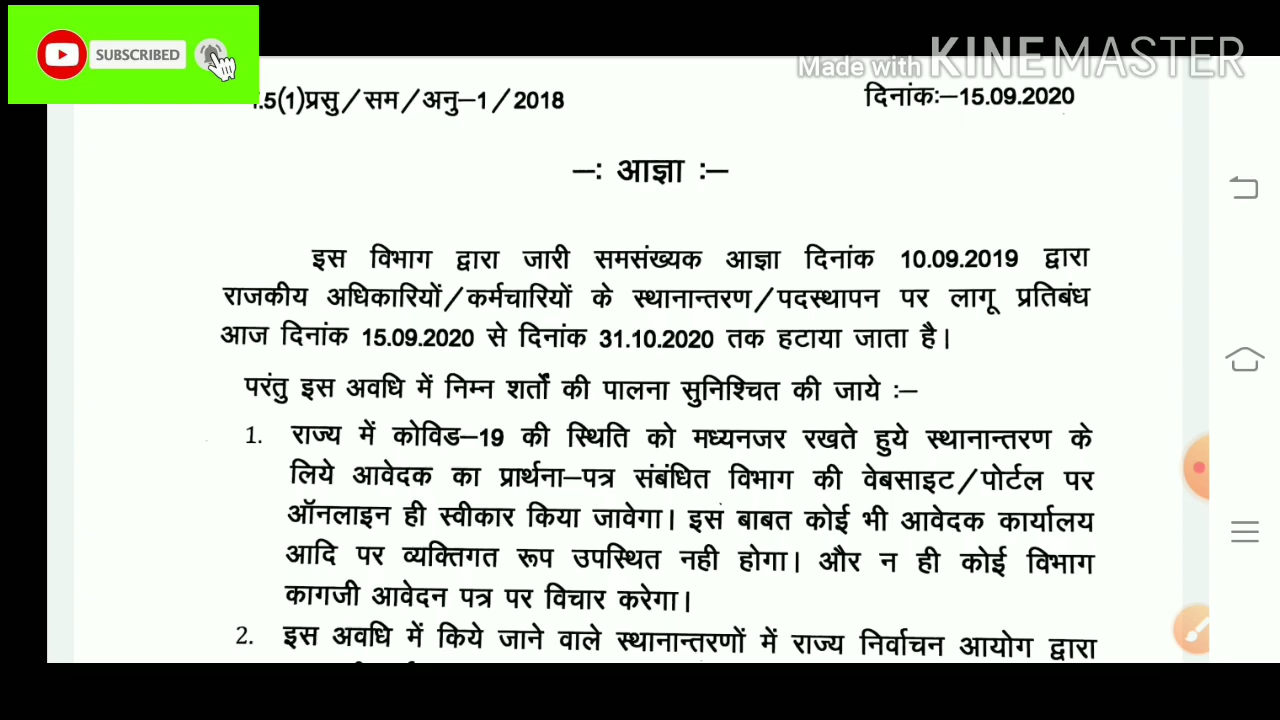 SUBSCRIBED
Made with KINEMASTER
.5(1)प्रसु/सम/अनु–1/2018 दिनांकः–15.09.2020
–: आज्ञा :–
इस विभाग द्वारा जारी समसंख्यक आज्ञा दिनांक 10.09.2019 द्वारा
राजकीय अधिकारियों/कर्मचारियों के स्थानान्तरण/पदस्थापन पर लागू प्रतिबंध
आज दिनांक 15.09.2020 से दिनांक 31.10.2020 तक हटाया जाता है।
परंतु इस अवधि में निम्न शर्तों की पालना सुनिश्चित की जाये :–
1. राज्य में कोविड–19 की स्थिति को मध्यनजर रखते हुये स्थानान्तरण के
लिये आवेदक का प्रार्थना–पत्र संबंधित विभाग की वेबसाइट/पोर्टल पर
ऑनलाइन ही स्वीकार किया जावेगा। इस बाबत कोई भी आवेदक कार्यालय
आदि पर व्यक्तिगत रूप उपस्थित नही होगा। और न ही कोई विभाग
कागजी आवेदन पत्र पर विचार करेगा।
2. इस अवधि में किये जाने वाले स्थानान्तरणों में राज्य निर्वाचन आयोग द्वारा